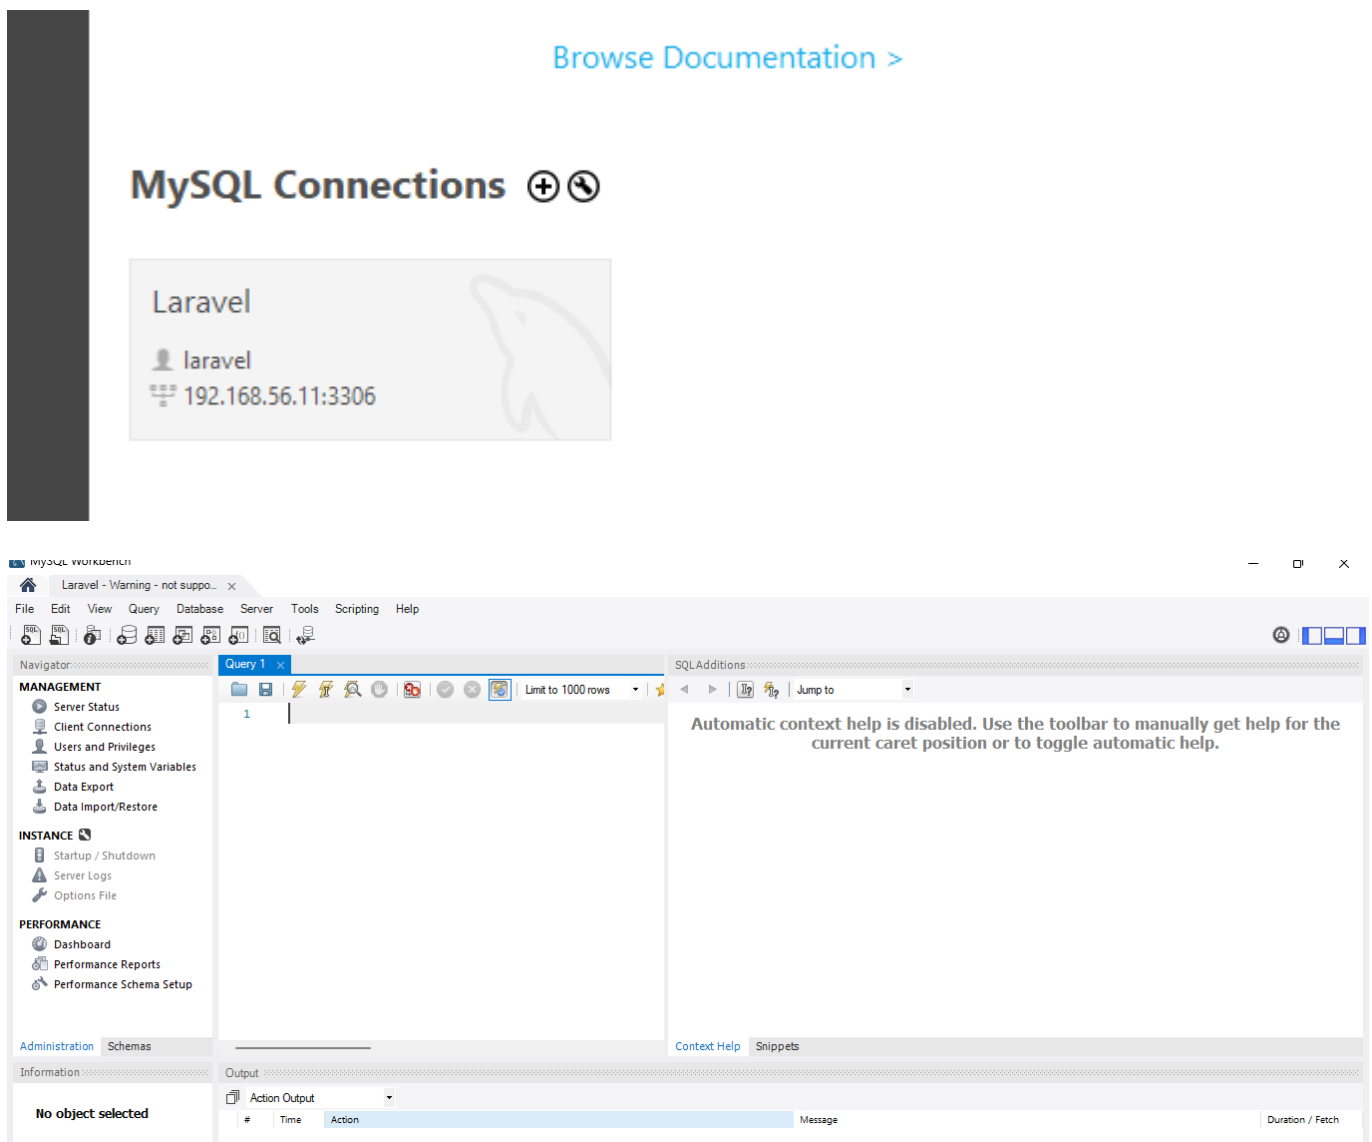 Browse Documentation >
MySQL Connections
Laravel
laravel
192.168.56.11:3306
MySQL Workbench
Laravel - Warning - not suppo...
File Edit View Query Database Server Tools Scripting Help
Navigator
MANAGEMENT
Server Status
Client Connections
Users and Privileges
Status and System Variables
Data Export
Data Import/Restore
INSTANCE
Startup / Shutdown
Server Logs
Options File
PERFORMANCE
Dashboard
Performance Reports
Performance Schema Setup
Administration Schemas
Information
No object selected
Query 1
Limit to 1000 rows
1
SQLAdditions
Jump to
Automatic context help is disabled. Use the toolbar to manually get help for the
current caret position or to toggle automatic help.
Context Help Snippets
Output
Action Output
# Time Action Message Duration / Fetch